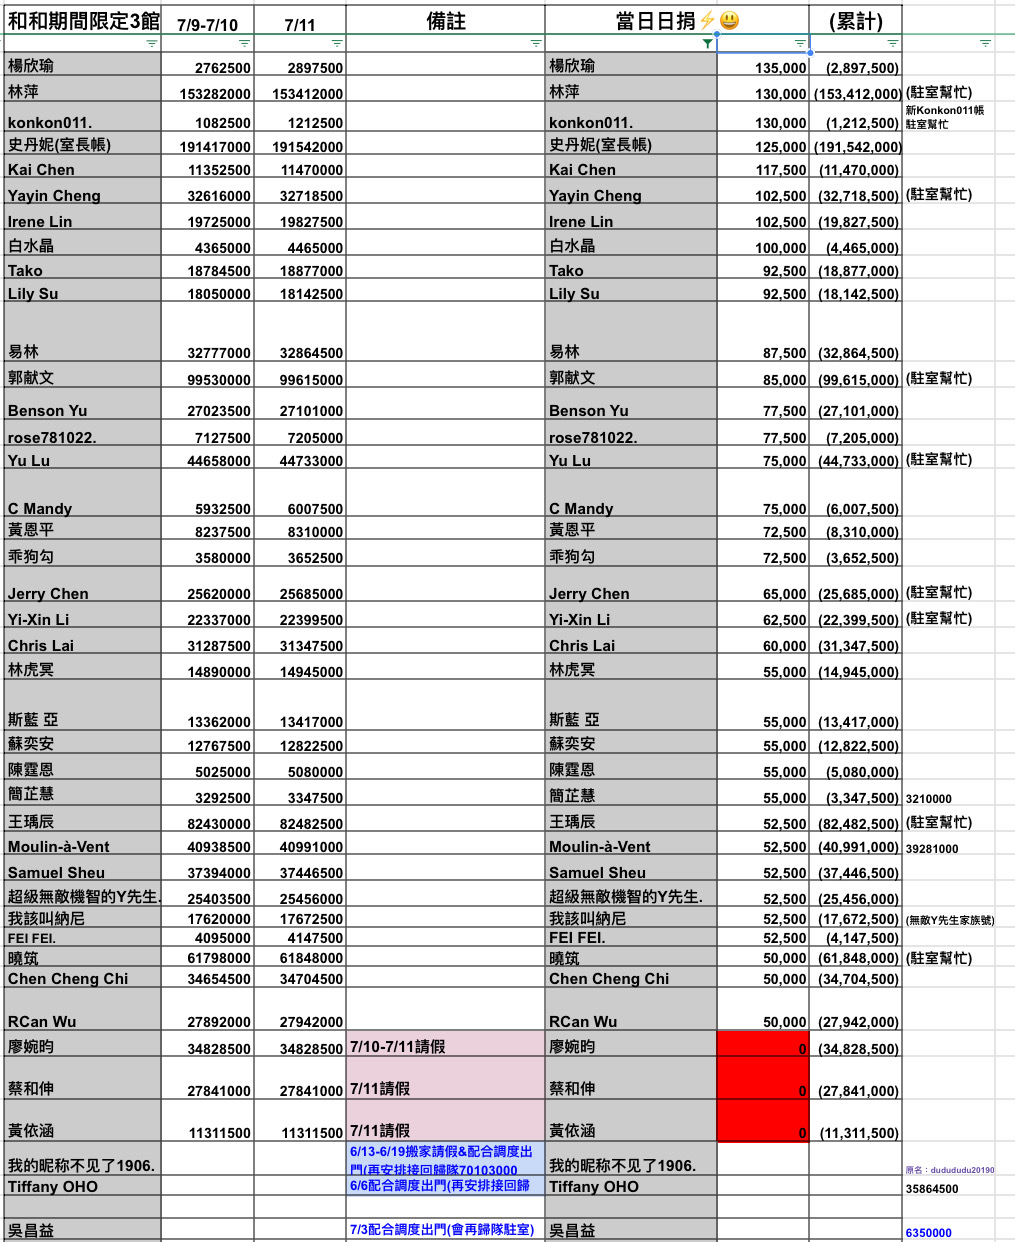 和和期間限定3館 7/9-7/10 7/11 備註 當日日捐⚡😃 (累計)
楊欣瑜 2762500 2897500 楊欣瑜 135,000 (2,897,500)
林萍 153282000 153412000 林萍 130,000 (153,412,000) (駐室幫忙)
konkon011. 1082500 1212500 konkon011. 130,000 (1,212,500) 新Konkon011帳
駐室幫忙
史丹妮(室長帳) 191417000 191542000 史丹妮(室長帳) 125,000 (191,542,000)
Kai Chen 11352500 11470000 Kai Chen 117,500 (11,470,000)
Yayin Cheng 32616000 32718500 Yayin Cheng 102,500 (32,718,500) (駐室幫忙)
Irene Lin 19725000 19827500 Irene Lin 102,500 (19,827,500)
白水晶 4365000 4465000 白水晶 100,000 (4,465,000)
Tako 18784500 18877000 Tako 92,500 (18,877,000)
Lily Su 18050000 18142500 Lily Su 92,500 (18,142,500)
易林 32777000 32864500 易林 87,500 (32,864,500)
郭献文 99530000 99615000 郭献文 85,000 (99,615,000) (駐室幫忙)
Benson Yu 27023500 27101000 Benson Yu 77,500 (27,101,000)
rose781022. 7127500 7205000 rose781022. 77,500 (7,205,000)
Yu Lu 44658000 44733000 Yu Lu 75,000 (44,733,000) (駐室幫忙)
C Mandy 5932500 6007500 C Mandy 75,000 (6,007,500)
黃恩平 8237500 8310000 黃恩平 72,500 (8,310,000)
乖狗勾 3580000 3652500 乖狗勾 72,500 (3,652,500)
Jerry Chen 25620000 25685000 Jerry Chen 65,000 (25,685,000) (駐室幫忙)
Yi-Xin Li 22337000 22399500 Yi-Xin Li 62,500 (22,399,500) (駐室幫忙)
Chris Lai 31287500 31347500 Chris Lai 60,000 (31,347,500)
林虎冥 14890000 14945000 林虎冥 55,000 (14,945,000)
斯藍 亞 13362000 13417000 斯藍 亞 55,000 (13,417,000)
蘇奕安 12767500 12822500 蘇奕安 55,000 (12,822,500)
陳霆恩 5025000 5080000 陳霆恩 55,000 (5,080,000)
簡芷慧 3292500 3347500 簡芷慧 55,000 (3,347,500) 3210000
王瑀辰 82430000 82482500 王瑀辰 52,500 (82,482,500) (駐室幫忙)
Moulin-à-Vent 40938500 40991000 Moulin-à-Vent 52,500 (40,991,000) 39281000
Samuel Sheu 37394000 37446500 Samuel Sheu 52,500 (37,446,500)
超級無敵機智的Y先生. 25403500 25456000 超級無敵機智的Y先生. 52,500 (25,456,000)
我該叫納尼 17620000 17672500 我該叫納尼 52,500 (17,672,500) (無敵Y先生家族號)
FEI FEI. 4095000 4147500 FEI FEI. 52,500 (4,147,500)
曉筑 61798000 61848000 曉筑 50,000 (61,848,000) (駐室幫忙)
Chen Cheng Chi 34654500 34704500 Chen Cheng Chi 50,000 (34,704,500)
RCan Wu 27892000 27942000 RCan Wu 50,000 (27,942,000)
廖婉昀 34828500 34828500 7/10-7/11請假 廖婉昀 0 (34,828,500)
蔡和伸 27841000 27841000 7/11請假 蔡和伸 0 (27,841,000)
黃依涵 11311500 11311500 7/11請假 黃依涵 0 (11,311,500)
6/13-6/19搬家請假&配合調度出
我的昵称不见了1906. 門(再安排接回歸隊70103000 我的昵称不见了1906. 原名：dudududu20190
Tiffany OHO 6/6配合調度出門(再安排接回歸 Tiffany OHO 35864500
吳昌益 7/3配合調度出門(會再歸隊駐室) 吳昌益 6350000